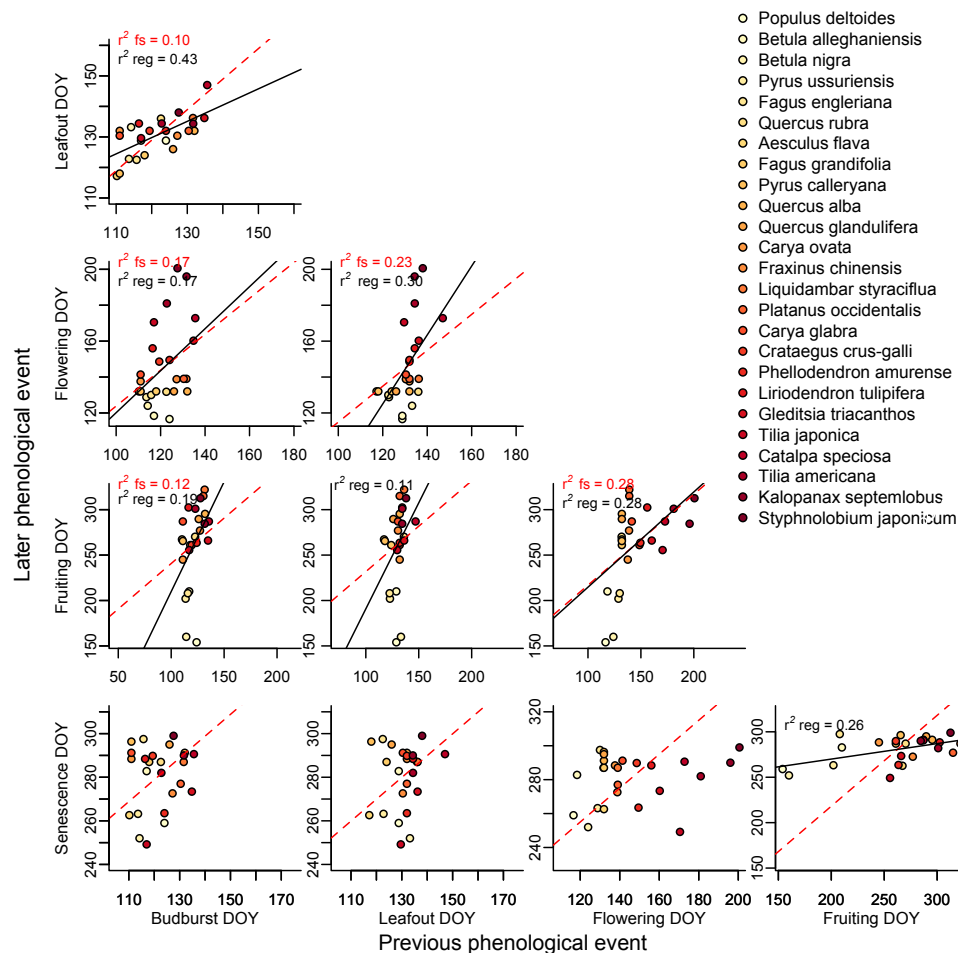 Populus deltoides
Betula alleghaniensis
Betula nigra
Pyrus ussuriensis
Fagus engleriana
Quercus rubra
Aesculus flava
Fagus grandifolia
Pyrus calleryana
Quercus alba
Quercus glandulifera
Carya ovata
Fraxinus chinensis
Liquidambar styraciflua
Platanus occidentalis
Carya glabra
Crataegus crus-galli
Phellodendron amurense
Liriodendron tulipifera
Gleditsia triacanthos
Tilia japonica
Catalpa speciosa
Tilia americana
Kalopanax septemlobus
Styphnolobium japonicum
r² fs = 0.10
r² reg = 0.43
Leafout DOY
110 130 150
110 130 150
r² fs = 0.17
r² reg = 0.17
Flowering DOY
120 160 200
100 120 140 160 180
r² fs = 0.23
r² reg = 0.30
120 160 200
100 120 140 160 180
r² fs = 0.12
r² reg = 0.19
Fruiting DOY
150 200 250 300
50 100 150 200
r² reg = 0.11
150 200 250 300
100 150 200
r² fs = 0.28
r² reg = 0.28
150 200 250 300
100 150 200
Senescence DOY
240 260 280 300
110 130 150 170
Budburst DOY
240 260 280 300
110 130 150 170
Leafout DOY
240 280 320
120 140 160 180 200
Flowering DOY
r² reg = 0.26
150 200 250 300
150 200 250 300
Fruiting DOY
Later phenological event
Previous phenological event